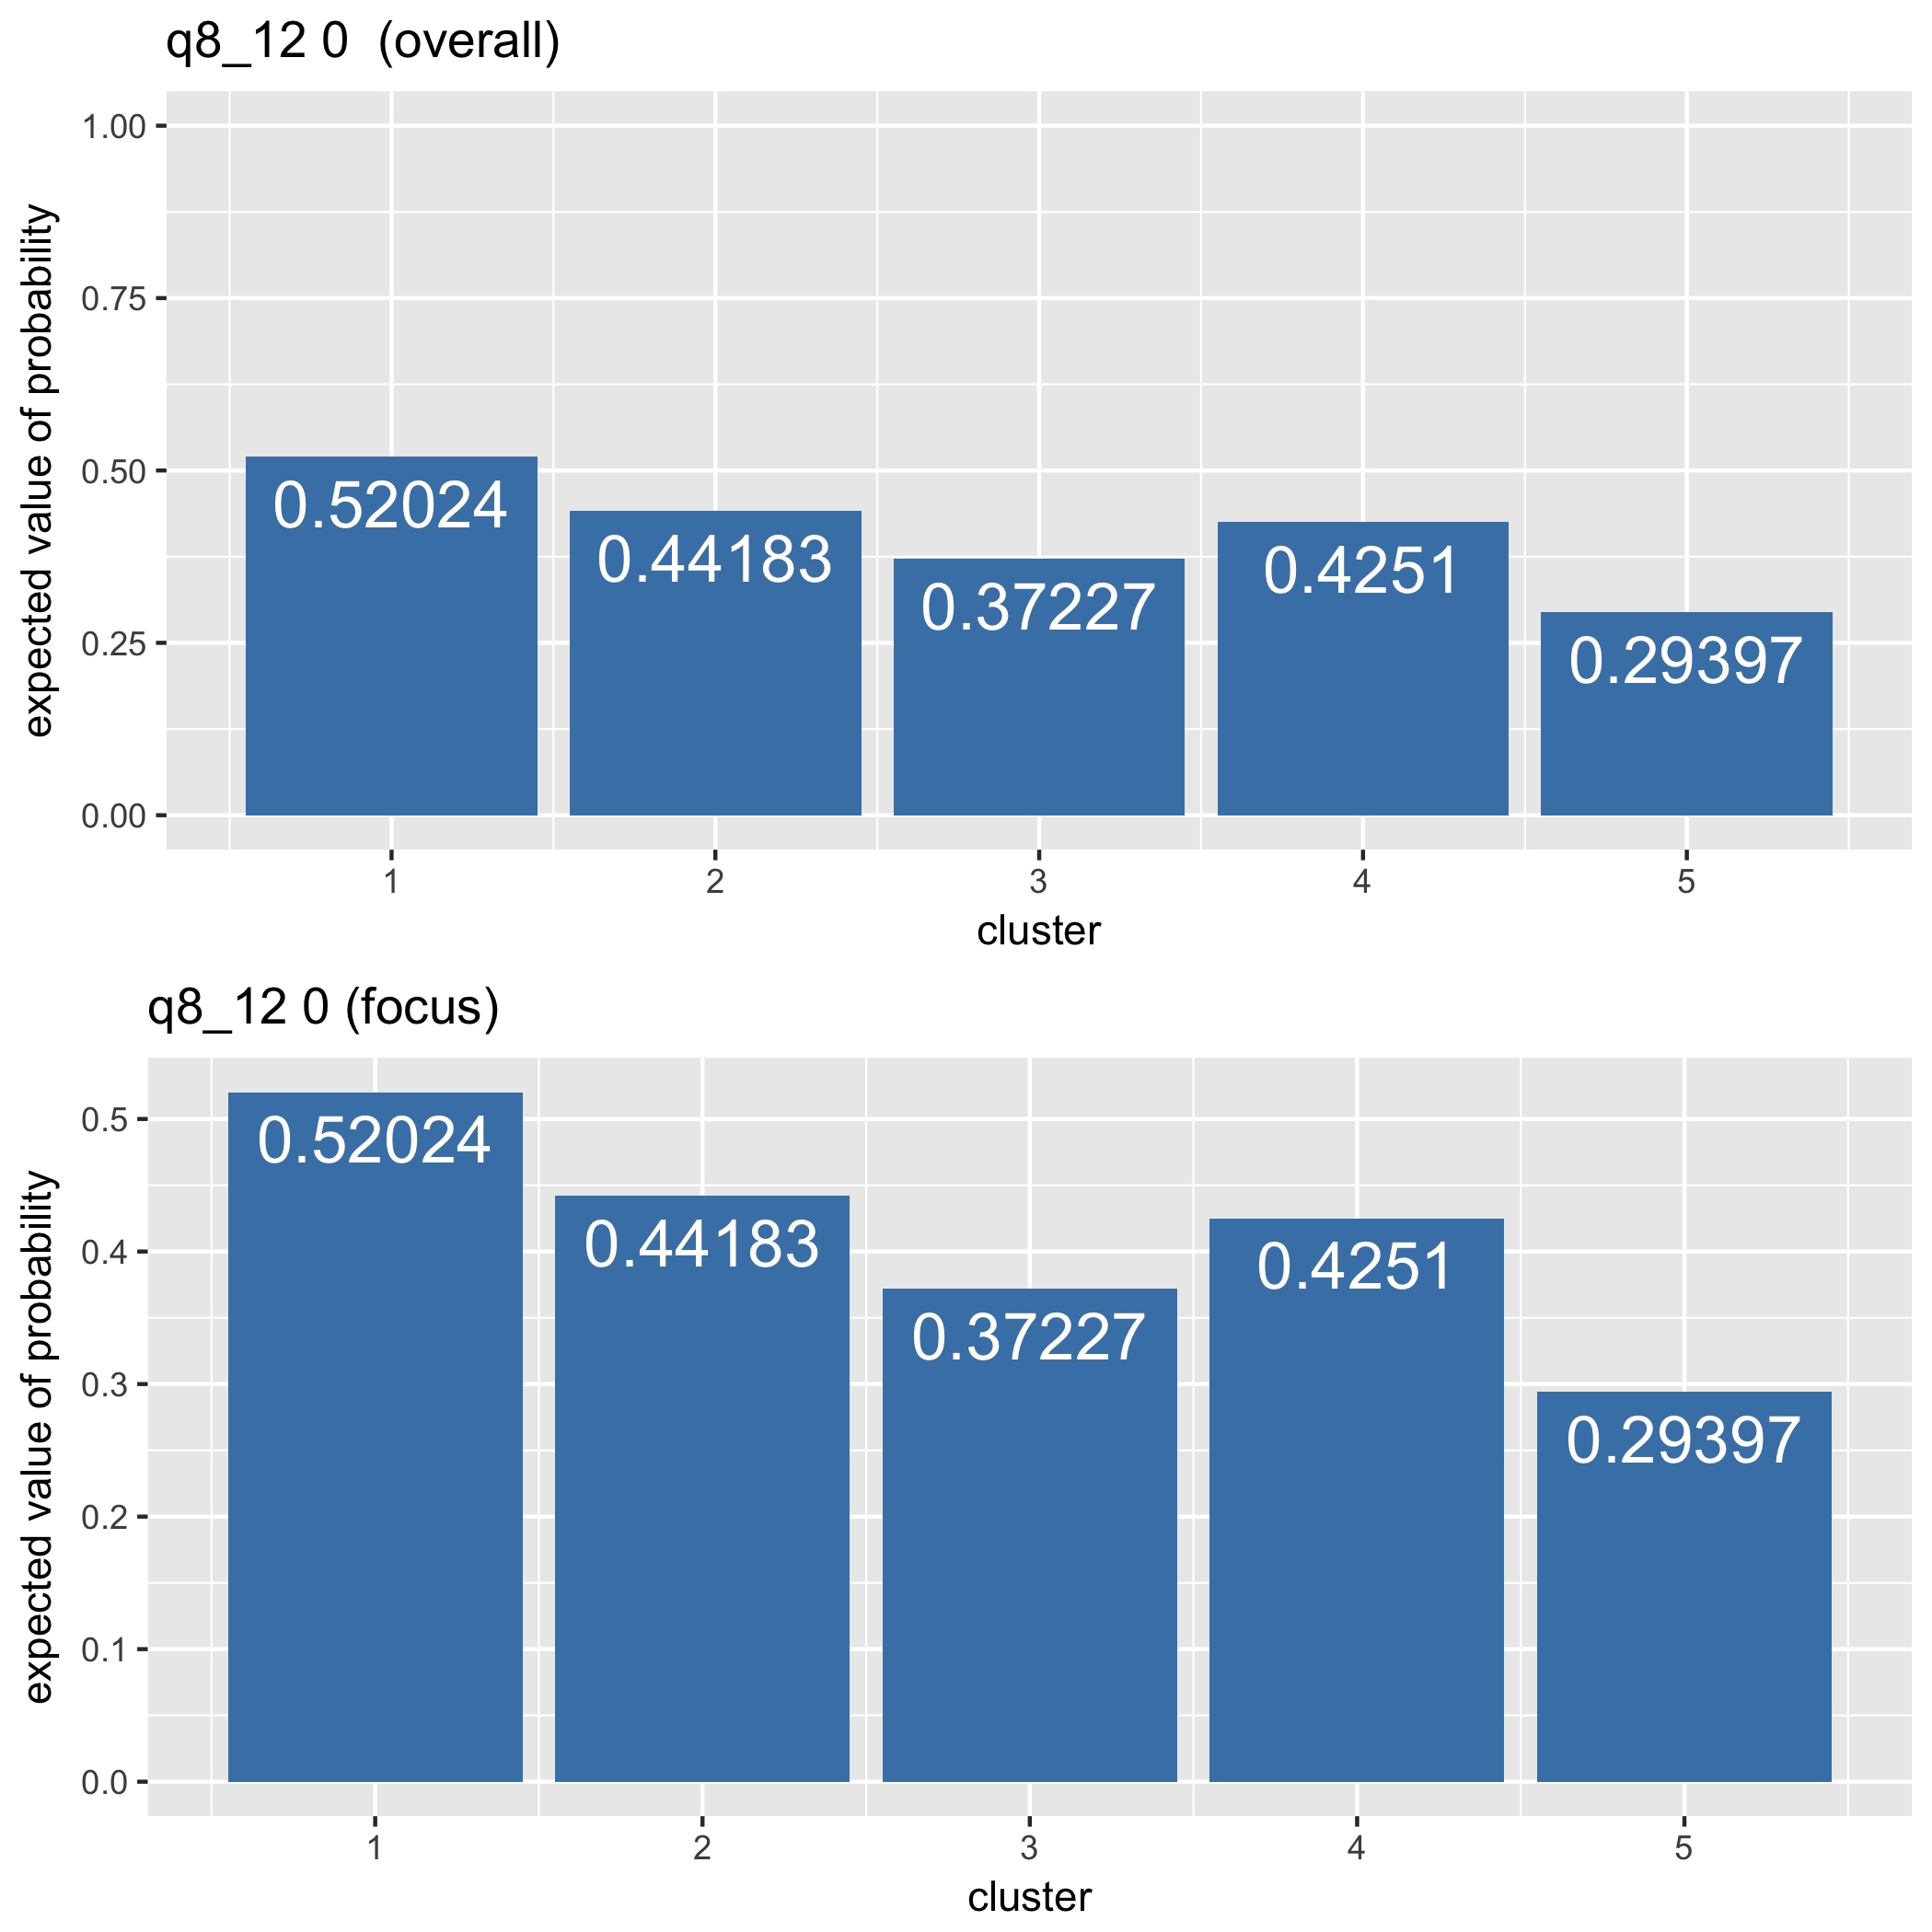 q8_12 0  (overall)
expected value of probability
1.00
0.75
0.50
0.25
0.00
0.52024
0.44183
0.37227
0.4251
0.29397
1 2 3 4 5
cluster
q8_12 0 (focus)
expected value of probability
0.5
0.4
0.3
0.2
0.1
0.0
0.52024
0.44183
0.37227
0.4251
0.29397
1 2 3 4 5
cluster